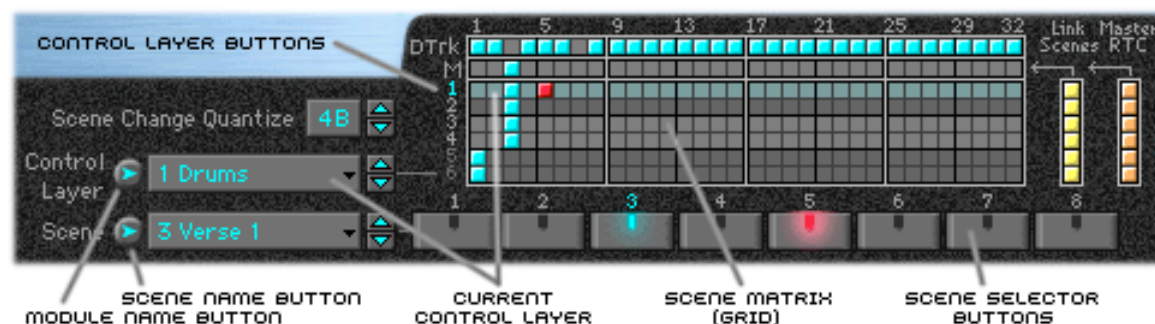 1 5 9 13 17 21 25 29 32
Link Master
CONTROL LAYER BUTTONS
DTrk
Scenes RTC
M
1
2
Scene Change Quantize 4B
3
4
Control
5
1 Drums
6
Layer
1 2 3 4 5 6 7 8
Scene 3 Verse 1
SCENE NAME BUTTON
CURRENT
SCENE MATRIX
SCENE SELECTOR
MODULE NAME BUTTON
CONTROL LAYER
(GRID)
BUTTONS